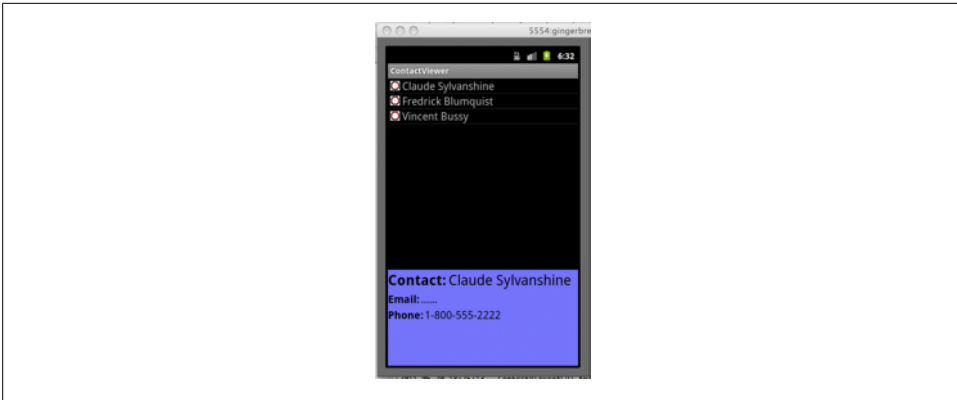 5554:gingerbre
6:32
ContactViewer
Claude Sylvanshine
Fredrick Blumquist
Vincent Bussy
Contact: Claude Sylvanshine
Email: ......
Phone: 1-800-555-2222